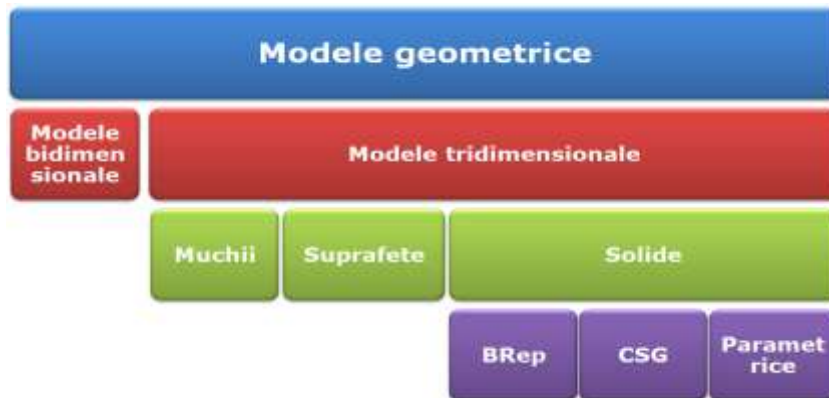 Modele geometrice
Modele
bidimen
sionale
Modele tridimensionale
Muchii
Suprafete
Solide
BRep
CSG
Paramet
rice